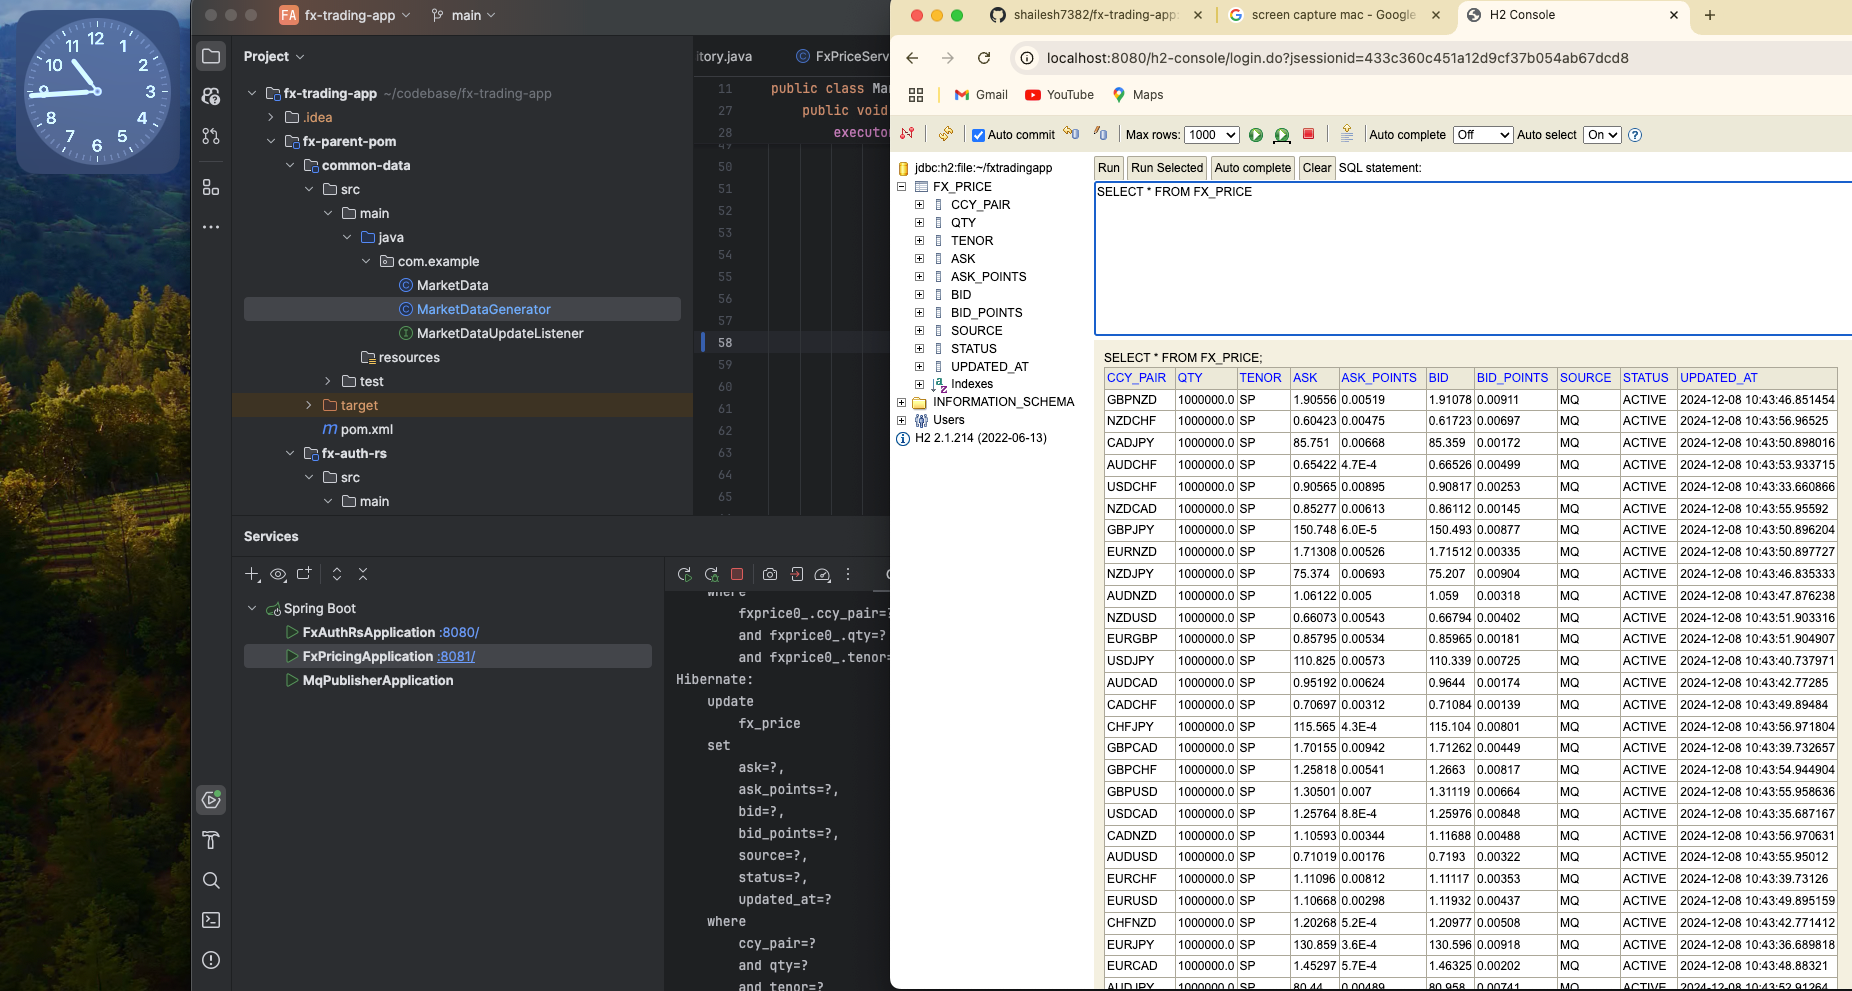 12
1
2
3
4
5
6
7
8
9
10
11
FA fx-trading-app main
Project
fx-trading-app ~/codebase/fx-trading-app
.idea
fx-parent-pom
common-data
src
main
java
com.example
MarketData
MarketDataGenerator
MarketDataUpdateListener
resources
test
target
m pom.xml
fx-auth-rs
src
main
itory.java FxPriceServ
11 public class Ma
27 public void
28 executo
49
50
51
52
53
54
55
56
57
58
59
60
61
62
63
64
65
Services
Spring Boot
FxAuthRsApplication :8080/
FxPricingApplication :8081/
MqPublisherApplication
where
fxprice0_.ccy_pair=?
and fxprice0_.qty=?
and fxprice0_.tenor=
Hibernate:
update
fx_price
set
ask=?,
ask_points=?,
bid=?,
bid_points=?,
source=?,
status=?,
updated_at=?
where
ccy_pair=?
and qty=?
and tenor=?
shailesh7382/fx-trading-app: screen capture mac - Google H2 Console
localhost:8080/h2-console/login.do?jsessionid=433c360c451a12d9cf37b054ab67dcd8
Gmail YouTube Maps
Auto commit Max rows: 1000 Auto complete Off Auto select On
jdbc:h2:file:~/fxtradingapp
FX_PRICE
CCY_PAIR
QTY
TENOR
ASK
ASK_POINTS
BID
BID_POINTS
SOURCE
STATUS
UPDATED_AT
Indexes
INFORMATION_SCHEMA
Users
H2 2.1.214 (2022-06-13)
Run Run Selected Auto complete Clear SQL statement:
SELECT * FROM FX_PRICE
SELECT * FROM FX_PRICE;
CCY_PAIR QTY TENOR ASK ASK_POINTS BID BID_POINTS SOURCE STATUS UPDATED_AT
GBPNZD 1000000.0 SP 1.90556 0.00519 1.91078 0.00911 MQ ACTIVE 2024-12-08 10:43:46.851454
NZDCHF 1000000.0 SP 0.60423 0.00475 0.61723 0.00697 MQ ACTIVE 2024-12-08 10:43:56.96525
CADJPY 1000000.0 SP 85.751 0.00668 85.359 0.00172 MQ ACTIVE 2024-12-08 10:43:50.898016
AUDCHF 1000000.0 SP 0.65422 4.7E-4 0.66526 0.00499 MQ ACTIVE 2024-12-08 10:43:53.933715
USDCHF 1000000.0 SP 0.90565 0.00895 0.90817 0.00253 MQ ACTIVE 2024-12-08 10:43:33.660866
NZDCAD 1000000.0 SP 0.85277 0.00613 0.86112 0.00145 MQ ACTIVE 2024-12-08 10:43:55.95592
GBPJPY 1000000.0 SP 150.748 6.0E-5 150.493 0.00877 MQ ACTIVE 2024-12-08 10:43:50.896204
EURNZD 1000000.0 SP 1.71308 0.00526 1.71512 0.00335 MQ ACTIVE 2024-12-08 10:43:50.897727
NZDJPY 1000000.0 SP 75.374 0.00693 75.207 0.00904 MQ ACTIVE 2024-12-08 10:43:46.835333
AUDNZD 1000000.0 SP 1.06122 0.005 1.059 0.00318 MQ ACTIVE 2024-12-08 10:43:47.876238
NZDUSD 1000000.0 SP 0.66073 0.00543 0.66794 0.00402 MQ ACTIVE 2024-12-08 10:43:51.903316
EURGBP 1000000.0 SP 0.85795 0.00534 0.85965 0.00181 MQ ACTIVE 2024-12-08 10:43:51.904907
USDJPY 1000000.0 SP 110.825 0.00573 110.339 0.00725 MQ ACTIVE 2024-12-08 10:43:40.737971
AUDCAD 1000000.0 SP 0.95192 0.00624 0.9644 0.00174 MQ ACTIVE 2024-12-08 10:43:42.77285
CADCHF 1000000.0 SP 0.70697 0.00312 0.71084 0.00139 MQ ACTIVE 2024-12-08 10:43:49.89484
CHFJPY 1000000.0 SP 115.565 4.3E-4 115.104 0.00801 MQ ACTIVE 2024-12-08 10:43:56.971804
GBPCAD 1000000.0 SP 1.70155 0.00942 1.71262 0.00449 MQ ACTIVE 2024-12-08 10:43:39.732657
GBPCHF 1000000.0 SP 1.25818 0.00541 1.2663 0.00817 MQ ACTIVE 2024-12-08 10:43:54.944904
GBPUSD 1000000.0 SP 1.30501 0.007 1.31119 0.00664 MQ ACTIVE 2024-12-08 10:43:55.958636
USDCAD 1000000.0 SP 1.25764 8.8E-4 1.25976 0.00848 MQ ACTIVE 2024-12-08 10:43:35.687167
CADNZD 1000000.0 SP 1.10593 0.00344 1.11688 0.00488 MQ ACTIVE 2024-12-08 10:43:56.970631
AUDUSD 1000000.0 SP 0.71019 0.00176 0.7193 0.00322 MQ ACTIVE 2024-12-08 10:43:55.95012
EURCHF 1000000.0 SP 1.11096 0.00812 1.11117 0.00353 MQ ACTIVE 2024-12-08 10:43:39.73126
EURUSD 1000000.0 SP 1.10668 0.00298 1.11932 0.00437 MQ ACTIVE 2024-12-08 10:43:49.895159
CHFNZD 1000000.0 SP 1.20268 5.2E-4 1.20977 0.00508 MQ ACTIVE 2024-12-08 10:43:42.771412
EURJPY 1000000.0 SP 130.859 3.6E-4 130.596 0.00918 MQ ACTIVE 2024-12-08 10:43:36.689818
EURCAD 1000000.0 SP 1.45297 5.7E-4 1.46325 0.00202 MQ ACTIVE 2024-12-08 10:43:48.88321
AUDJPY 1000000.0 SP 80.44 0.00489 80.958 0.00741 MQ ACTIVE 2024-12-08 10:43:52.91264